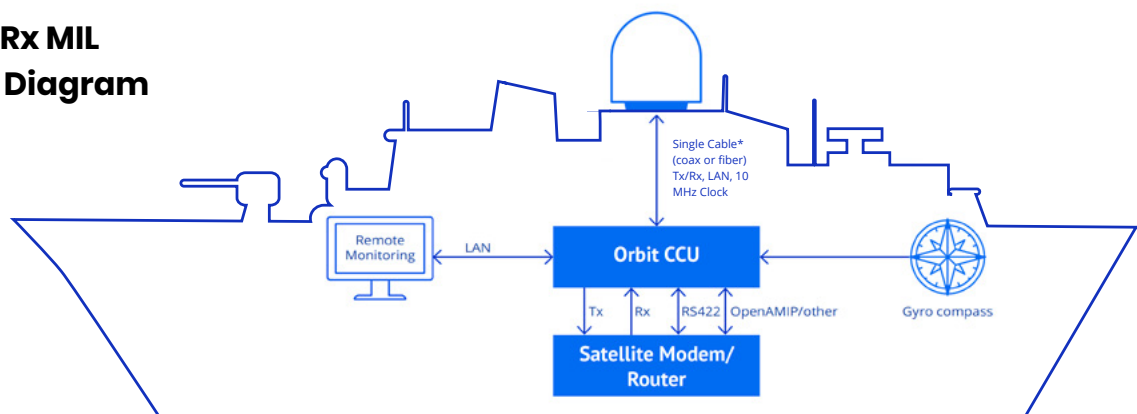 Rx MIL
Diagram
Single Cable*
(coax or fiber)
Tx/Rx, LAN, 10
MHz Clock
Remote
Monitoring
LAN
Orbit CCU
Tx
Rx
RS422
OpenAMIP/other
Gyro compass
Satellite Modem/
Router